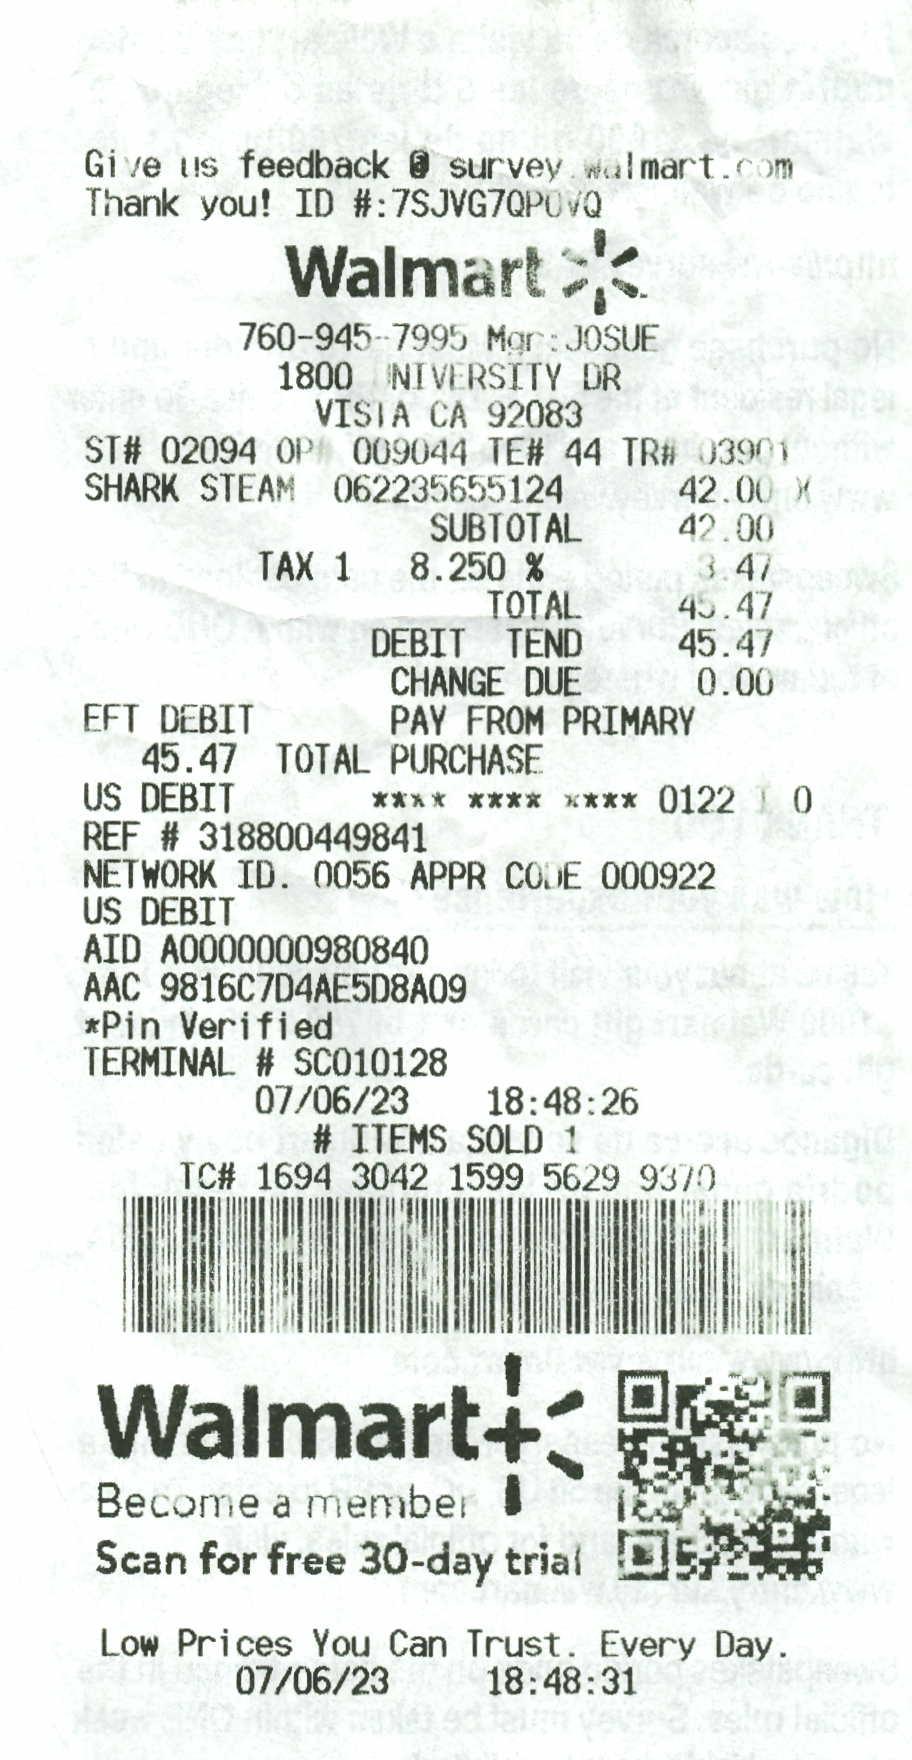 Give us feedback @ survey.walmart.com
Thank you! ID #:7SJVG7QP0VQ
Walmart
760-945-7995 Mgr:JOSUE
1800 NIVERSITY DR
VISTA CA 92083
ST# 02094 OP# 009044 TE# 44 TR# 03901
SHARK STEAM 062235655124 42.00 X
SUBTOTAL 42.00
TAX 1 8.250 % 3.47
TOTAL 45.47
DEBIT TEND 45.47
CHANGE DUE 0.00
EFT DEBIT PAY FROM PRIMARY
45.47 TOTAL PURCHASE
US DEBIT **** **** **** 0122 I 0
REF # 318800449841
NETWORK ID. 0056 APPR CODE 000922
US DEBIT
AID A0000000980840
AAC 9816C7D4AE5D8A09
*Pin Verified
TERMINAL # SC010128
07/06/23 18:48:26
# ITEMS SOLD 1
TC# 1694 3042 1599 5629 9370
Walmart+
Become a member
Scan for free 30-day trial
Low Prices You Can Trust. Every Day.
07/06/23 18:48:31